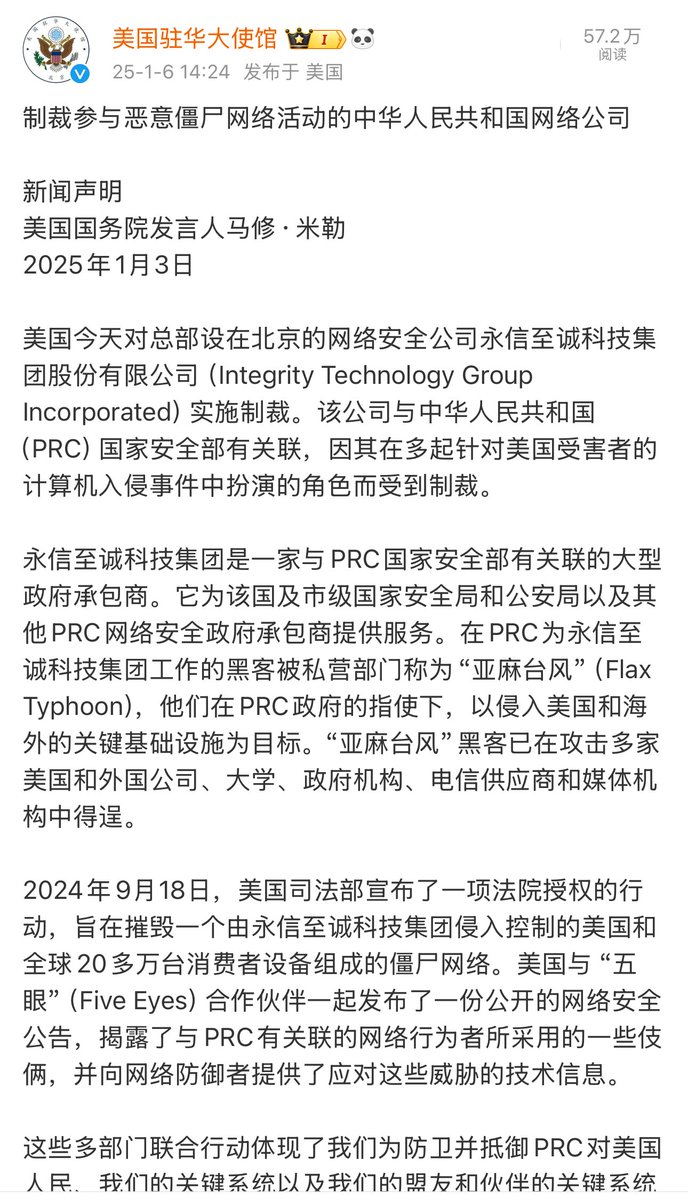 美国驻华大使馆
57.2万
阅读
25-1-6 14:24 发布于 美国
制裁参与恶意僵尸网络活动的中华人民共和国网络公司
新闻声明
美国国务院发言人马修·米勒
2025年1月3日
美国今天对总部设在北京的网络安全公司永信至诚科技集
团股份有限公司 (Integrity Technology Group
Incorporated) 实施制裁。该公司与中华人民共和国
(PRC) 国家安全部有关联，因其在多起针对美国受害者的
计算机入侵事件中扮演的角色而受到制裁。
永信至诚科技集团是一家与PRC国家安全部有关联的大型
政府承包商。它为该国及市级国家安全局和公安局以及其
他PRC网络安全政府承包商提供服务。在PRC为永信至
诚科技集团工作的黑客被私营部门称为“亚麻台风” (Flax
Typhoon)，他们在PRC政府的指使下，以侵入美国和海
外的关键基础设施为目标。“亚麻台风”黑客已在攻击多家
美国和外国公司、大学、政府机构、电信供应商和媒体机
构中得逞。
2024年9月18日，美国司法部宣布了一项法院授权的行
动，旨在摧毁一个由永信至诚科技集团侵入控制的美国和
全球20多万台消费者设备组成的僵尸网络。美国与“五
眼” (Five Eyes) 合作伙伴一起发布了一份公开的网络安全
公告，揭露了与PRC有关联的网络行为者所采用的一些伎
俩，并向网络防御者提供了应对这些威胁的技术信息。
这些多部门联合行动体现了我们为防卫并抵御PRC对美国
人民、我们的关键系统以及我们的盟友和伙伴的关键系统